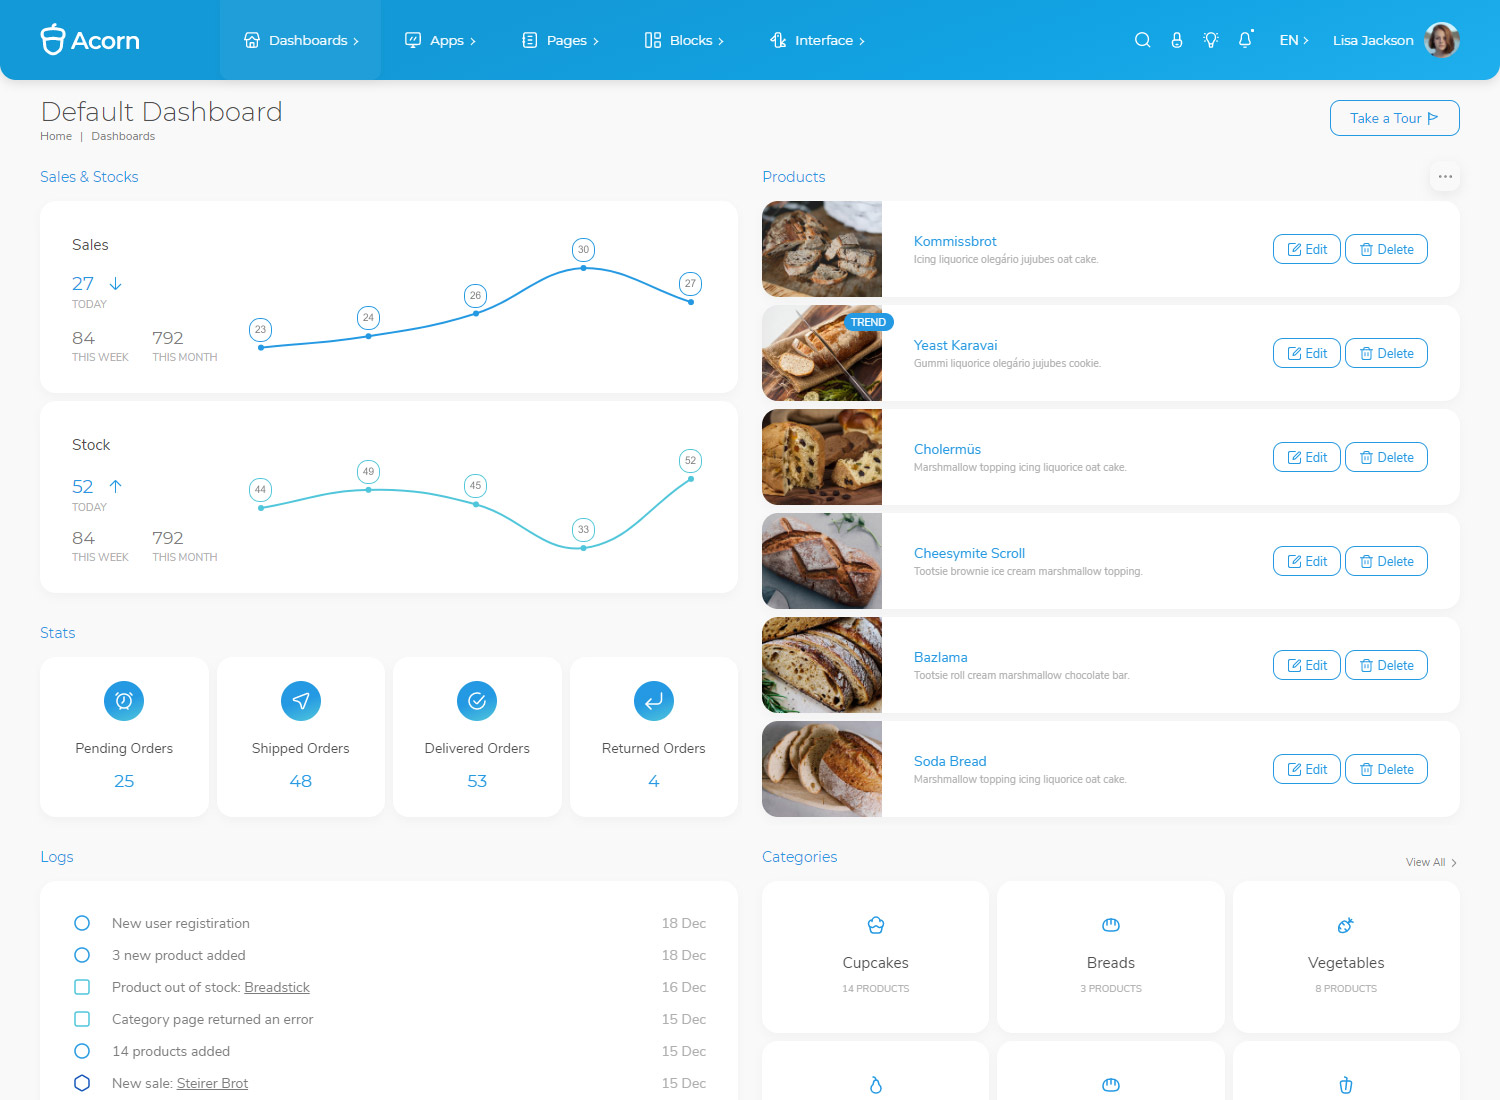 Acorn
Dashboards
Apps
Pages
Blocks
Interface
EN
Lisa Jackson
Default Dashboard
Home | Dashboards
Take a Tour
Sales & Stocks
Sales
27
TODAY
84 792
THIS WEEK THIS MONTH
23
24
26
30
27
Stock
52
TODAY
84 792
THIS WEEK THIS MONTH
44
49
45
33
52
Stats
Pending Orders
25
Shipped Orders
48
Delivered Orders
53
Returned Orders
4
Logs
New user registiration 18 Dec
3 new product added 18 Dec
Product out of stock: Breadstick 16 Dec
Category page returned an error 15 Dec
14 products added 15 Dec
New sale: Steirer Brot 15 Dec
Products
Kommissbrot
Icing liquorice olegário jujubes oat cake.
Edit Delete
TREND
Yeast Karavai
Gummi liquorice olegário jujubes cookie.
Edit Delete
Cholermüs
Marshmallow topping icing liquorice oat cake.
Edit Delete
Cheesymite Scroll
Tootsie brownie ice cream marshmallow topping.
Edit Delete
Bazlama
Tootsie roll cream marshmallow chocolate bar.
Edit Delete
Soda Bread
Marshmallow topping icing liquorice oat cake.
Edit Delete
Categories
View All
Cupcakes
14 PRODUCTS
Breads
3 PRODUCTS
Vegetables
8 PRODUCTS